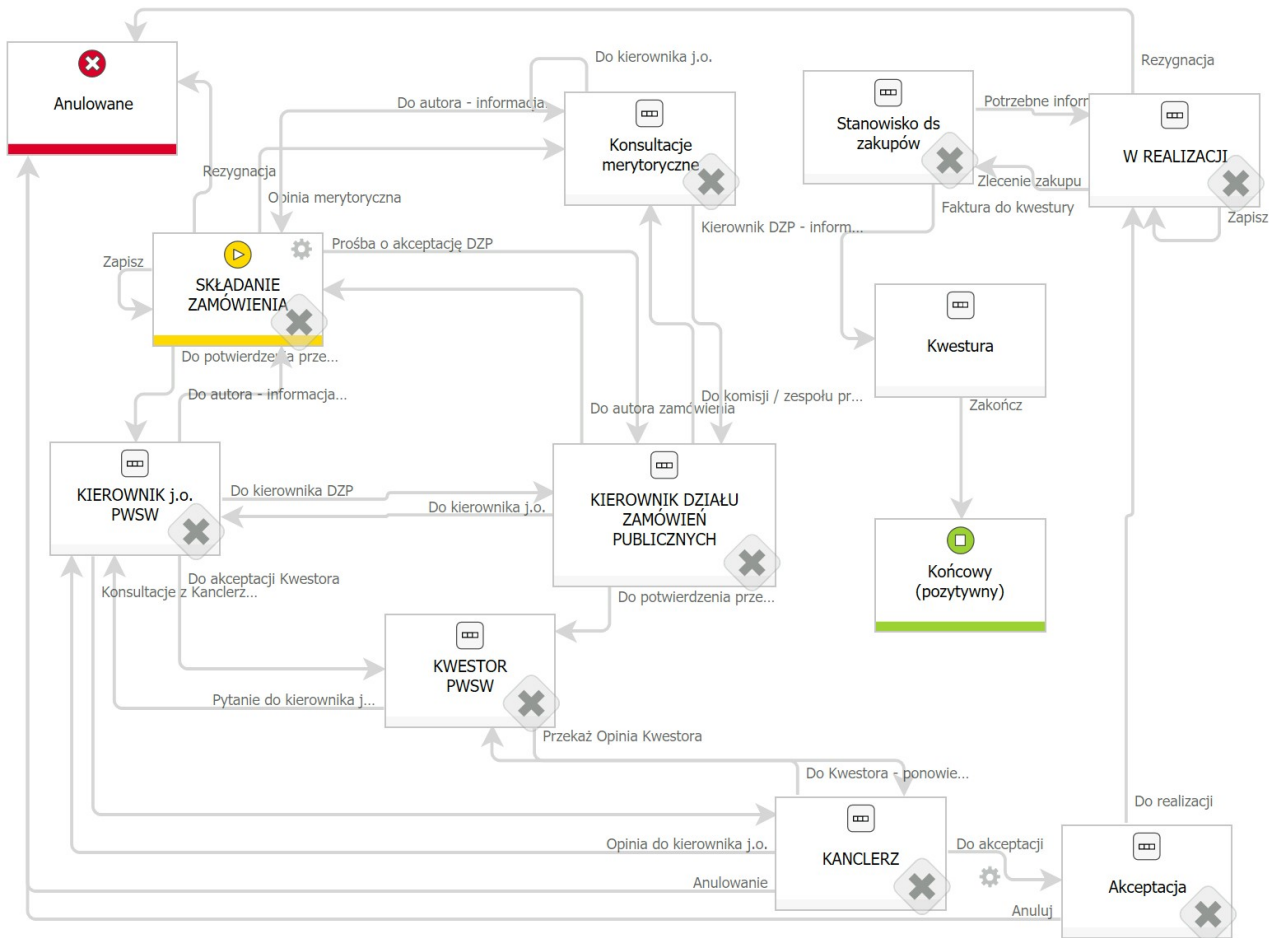 Do kierownika j.o.
Rezygnacja
Anulowane
Do autora - informacja
Konsultacje
merytoryczne
Stanowisko ds
zakupów
Potrzebne infor
W REALIZACJI
Rezygnacja
Opinia merytoryczna
Zlecenie zakupu
Faktura do kwestury
Zapisz
Kierownik DZP - inform...
Prośba o akceptację DZP
Zapisz
SKŁADANIE
ZAMÓWIENIA
Kwestura
Do potwierdzenia prze...
Do autora - informacja...
Do komisji / zespołu pr...
Do autora zamówienia
Zakończ
KIEROWNIK j.o.
PWSW
Do kierownika DZP
Do kierownika j.o.
KIEROWNIK DZIAŁU
ZAMÓWIEŃ
PUBLICZNYCH
Końcowy
(pozytywny)
Do akceptacji Kwestora
Konsultacje z Kanclerz...
Do potwierdzenia prze...
KWESTOR
PWSW
Pytanie do kierownika j...
Przekaż Opinia Kwestora
Do Kwestora - ponowie...
Do realizacji
Opinia do kierownika j.o.
KANCLERZ
Do akceptacji
Anulowanie
Akceptacja
Anuluj